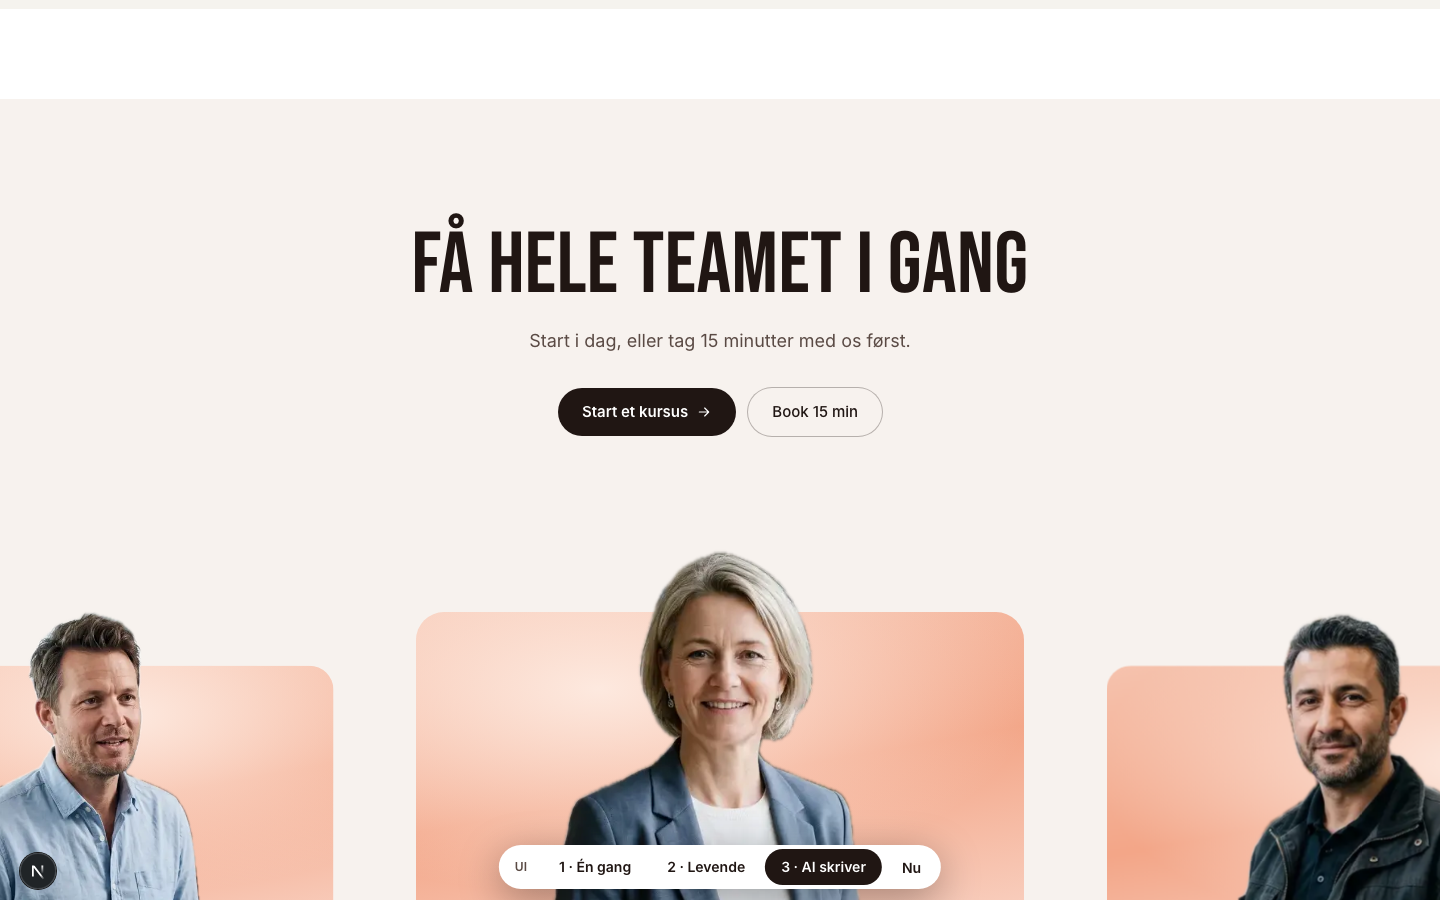 FÅ HELE TEAMET I GANG
Start i dag, eller tag 15 minutter med os først.
Start et kursus →
Book 15 min
N
UI
1 · Én gang
2 · Levende
3 · AI skriver
Nu